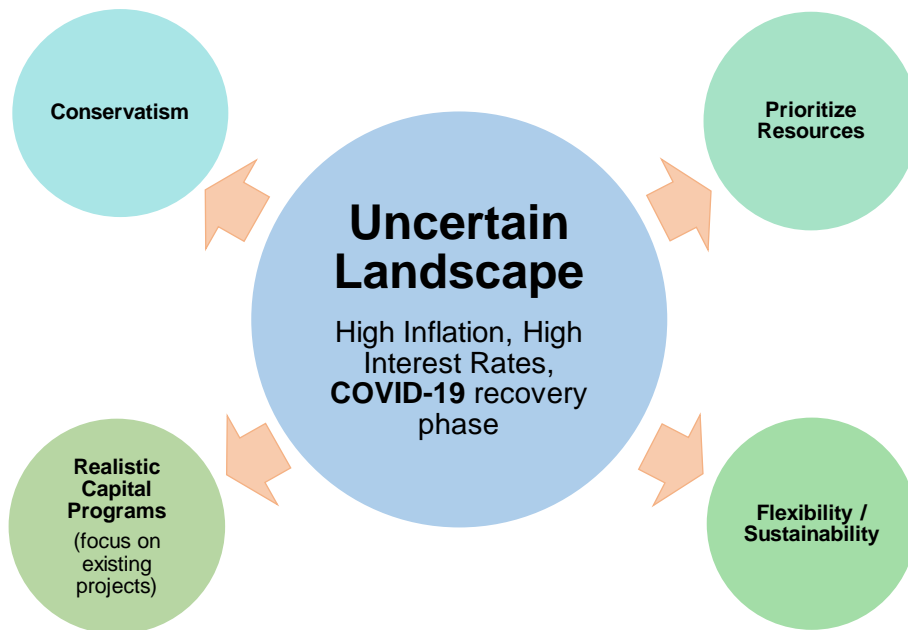 Conservatism
Prioritize
Resources
Uncertain
Landscape
High Inflation, High
Interest Rates,
COVID-19 recovery
phase
Realistic
Capital
Programs
(focus on
existing
projects)
Flexibility /
Sustainability